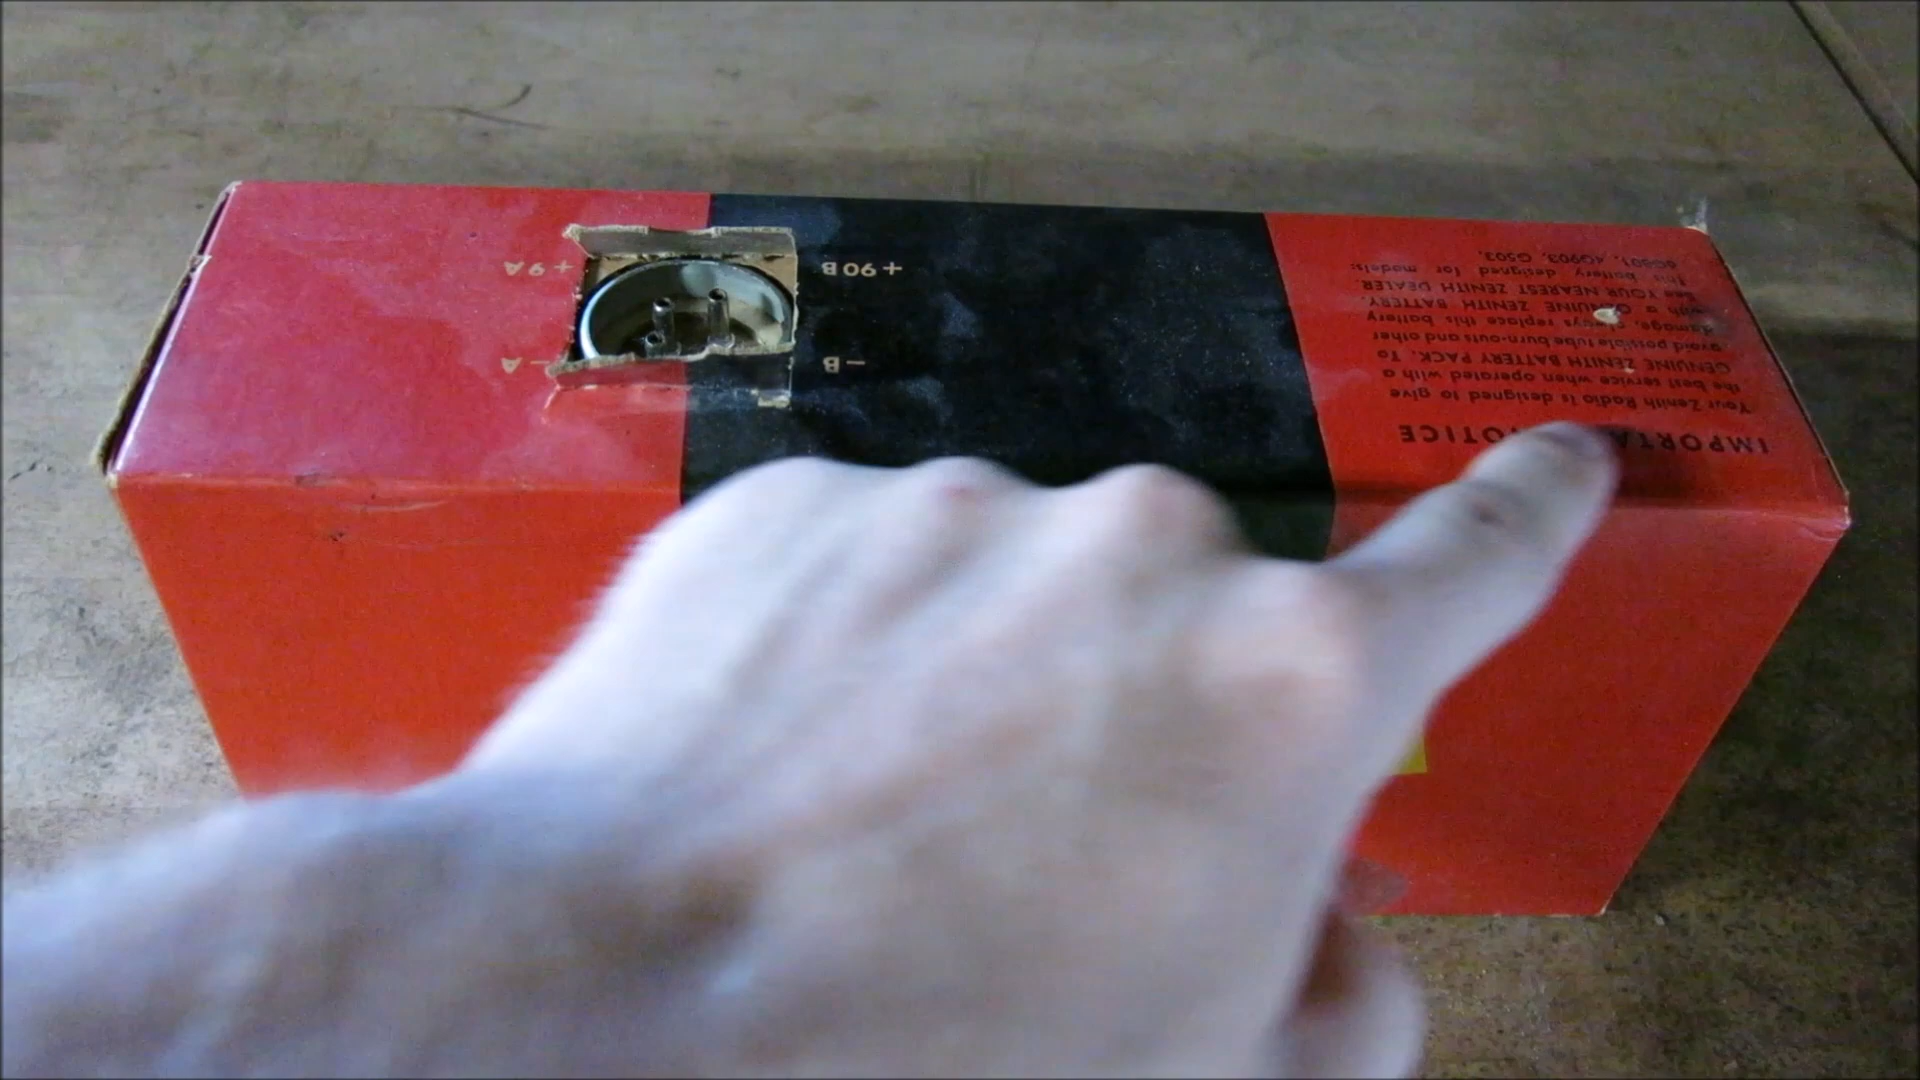 IMPORTA NOTICE
Your Zenith Radio is designed to give
the best service when operated with a
GENUINE ZENITH BATTERY PACK. To
avoid possible tube burn-outs and other
damage, always replace this battery
with a GENUINE ZENITH BATTERY.
See YOUR NEAREST ZENITH DEALER.
This battery designed for models:
4G903, G503.
-B
-A
+90B
+9A